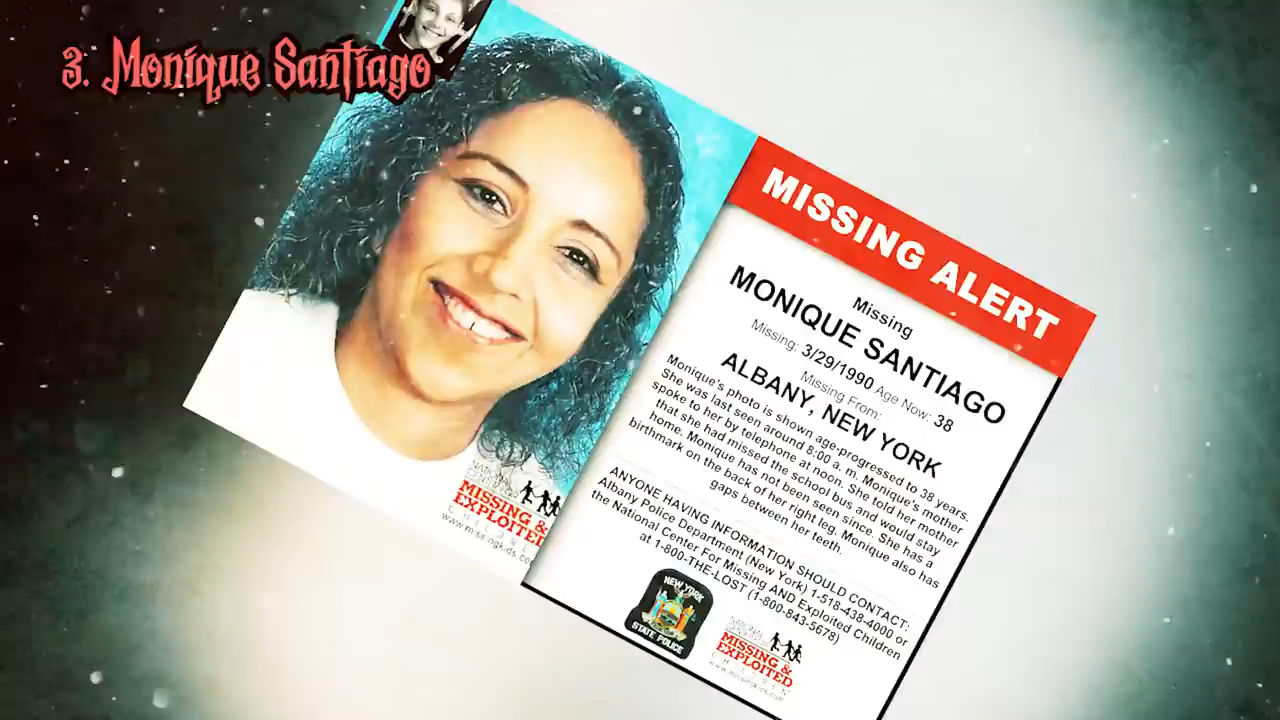 3. Monique Santiago
MISSING ALERT
Missing
MONIQUE SANTIAGO
Missing: 3/29/1990 Age Now: 38
Missing From:
ALBANY, NEW YORK
Monique's photo is shown age-progressed to 38 years.
She was last seen around 8:00 a. m. Monique's mother
spoke to her by telephone at noon. She told her mother
that she had missed the school bus and would stay
home. Monique has not been seen since. She has a
birthmark on the back of her right leg. Monique also has
gaps between her teeth.
ANYONE HAVING INFORMATION SHOULD CONTACT:
Albany Police Department (New York) 1-518-438-4000 or
the National Center For Missing AND Exploited Children
at 1-800-THE-LOST (1-800-843-5678)
MISSING &
EXPLOITED
NEW YORK
STATE POLICE
MISSING &
EXPLOITED
CHILDREN